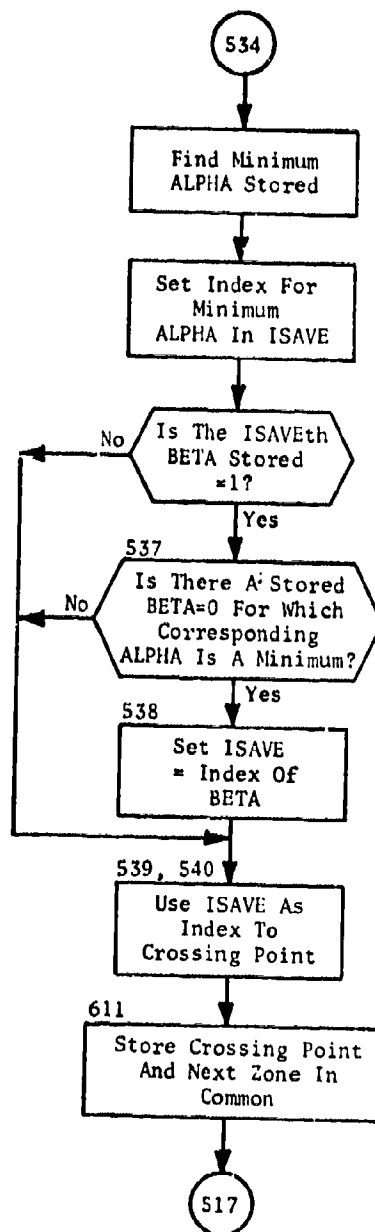 534
Find Minimum
ALPHA Stored
Set Index For
Minimum
ALPHA In ISAVE
Is The ISAVEth
BETA Stored
=1?
No
Yes
537
Is There A Stored
BETA=0 For Which
Corresponding
ALPHA Is A Minimum?
No
Yes
538
Set ISAVE
= Index Of
BETA
539, 540
Use ISAVE As
Index To
Crossing Point
611
Store Crossing Point
And Next Zone In
Common
517